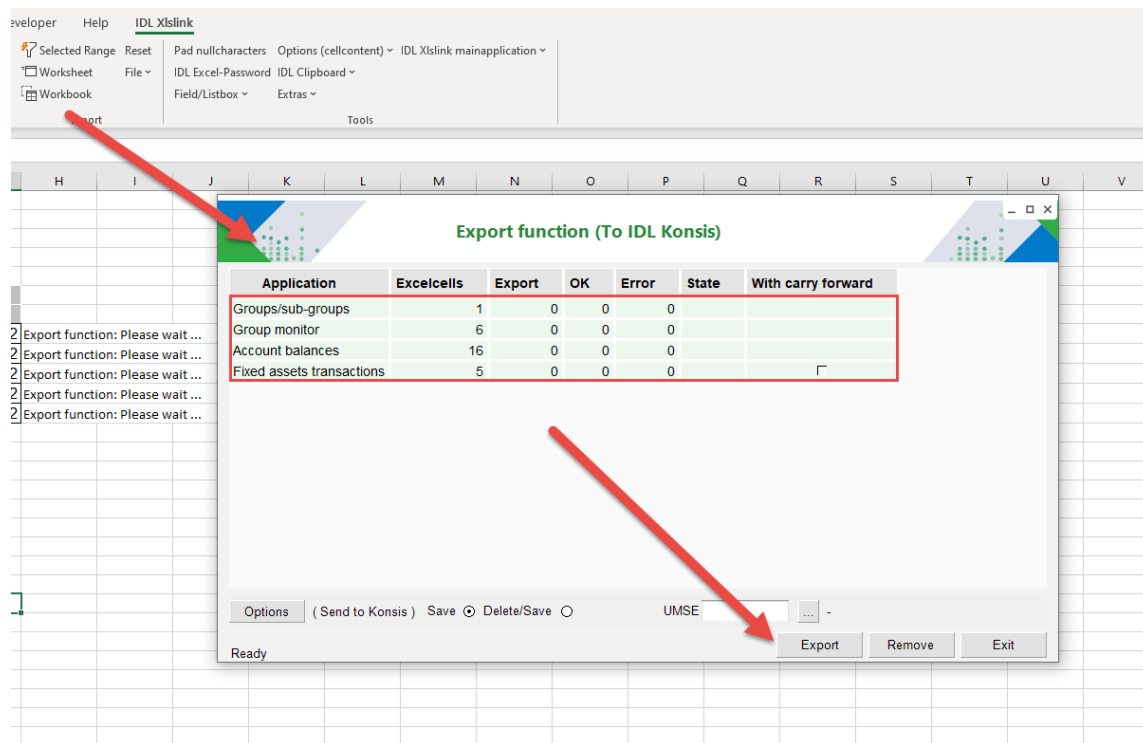 eveloper Help IDL Xlslink
Selected Range Reset Pad nullcharacters Options (cellcontent) IDL Xlslink mainapplication
Worksheet File IDL Excel-Password IDL Clipboard
Workbook Field/Listbox Extras
Tools
H I J K L M N O P Q R S T U V
Export function (To IDL Konsis)
Application Excelcells Export OK Error State With carry forward
Groups/sub-groups 1 0 0 0
Group monitor 6 0 0 0
Account balances 16 0 0 0
Fixed assets transactions 5 0 0 0
2 Export function: Please wait ...
2 Export function: Please wait ...
2 Export function: Please wait ...
2 Export function: Please wait ...
2 Export function: Please wait ...
Options ( Send to Konsis ) Save Delete/Save UMSE ... -
Export Remove Exit
Ready